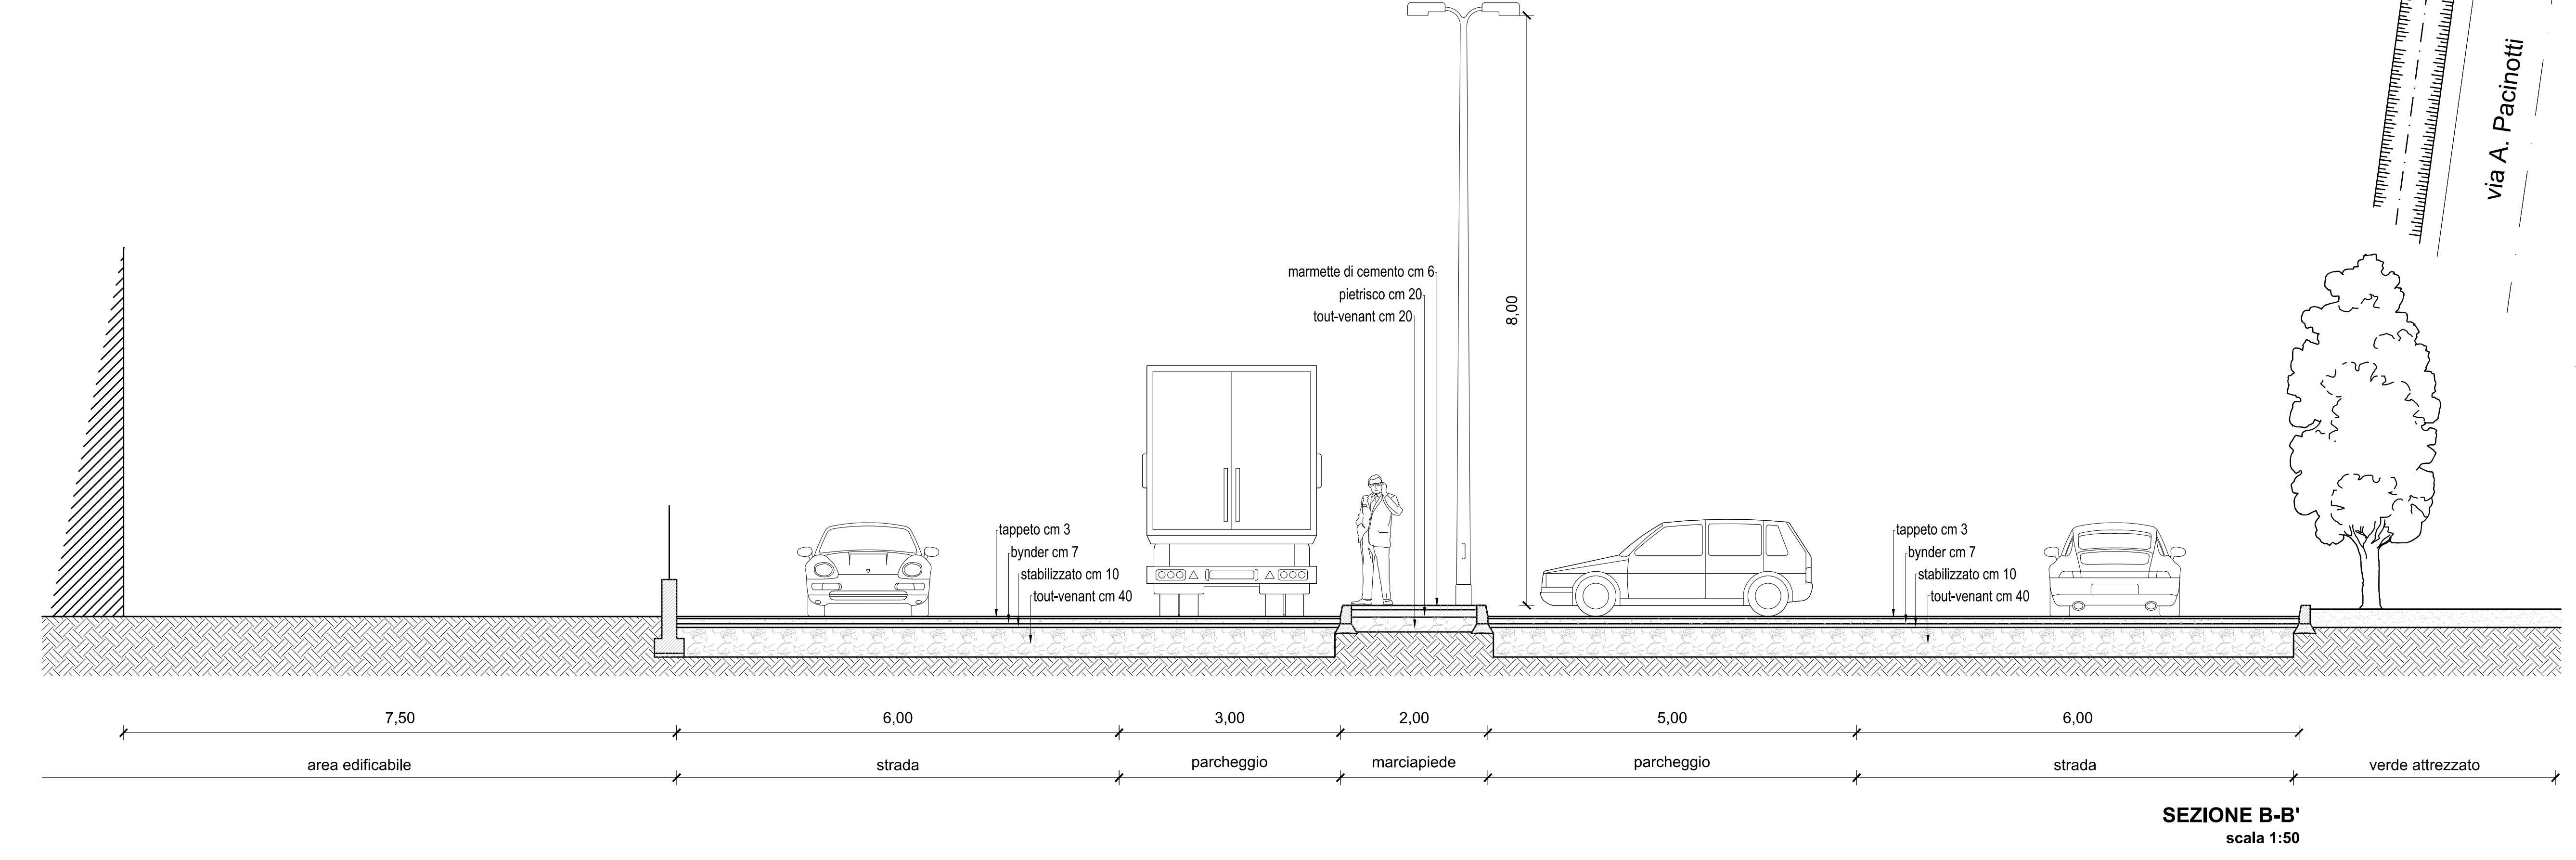 via A. Pacinotti
marmette di cemento cm 6
pietrisco cm 20
tout-venant cm 20
8,00
tappeto cm 3
bynder cm 7
stabilizzato cm 10
tout-venant cm 40
tappeto cm 3
bynder cm 7
stabilizzato cm 10
tout-venant cm 40
7,50 6,00 3,00 2,00 5,00 6,00
area edificabile strada parcheggio marciapiede parcheggio strada verde attrezzato
SEZIONE B-B'
scala 1:50